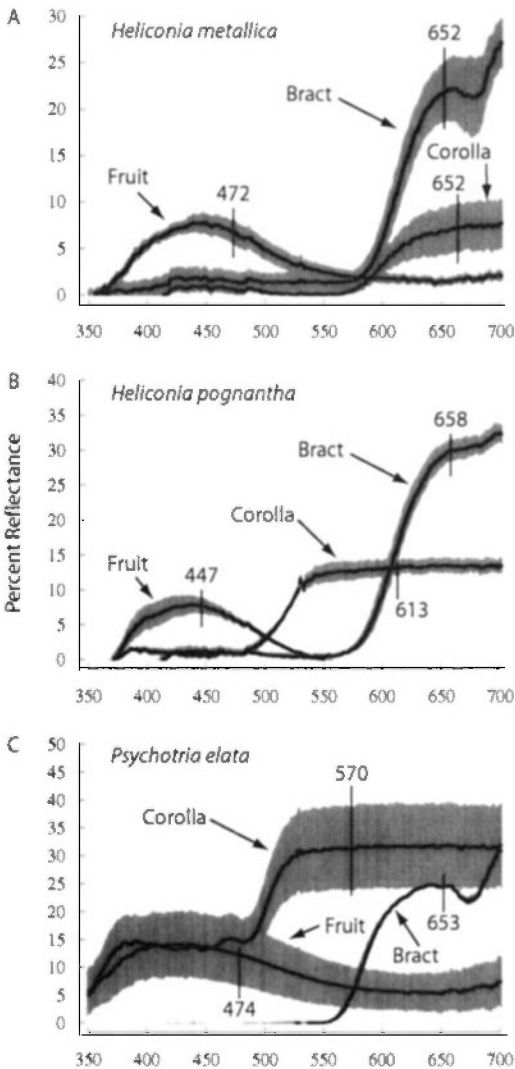 A
Heliconia metallica
30
25
20
15
10
5
0
652
Bract
Corolla
652
Fruit
472
350 400 450 500 550 600 650 700
B
Heliconia pognantha
40
35
30
25
20
15
10
5
0
658
Bract
Corolla
Fruit
447
613
350 400 450 500 550 600 650 700
Percent Reflectance
C
Psychotria elata
50
45
40
35
30
25
20
15
10
5
0
570
Corolla
Fruit
653
Bract
474
350 400 450 500 550 600 650 700